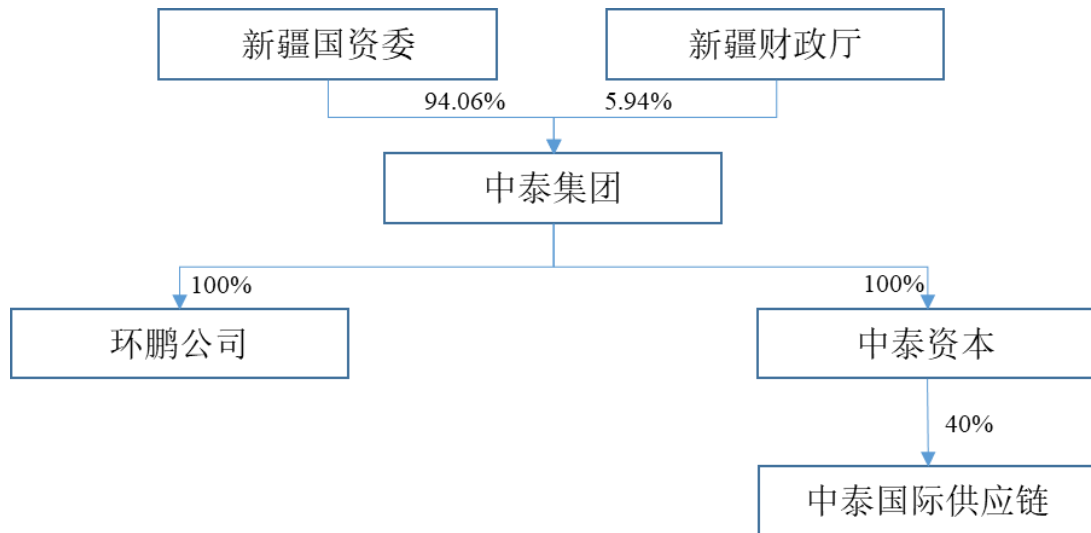 新疆国资委
新疆财政厅
94.06%
5.94%
中泰集团
100%
100%
环鹏公司
中泰资本
40%
中泰国际供应链